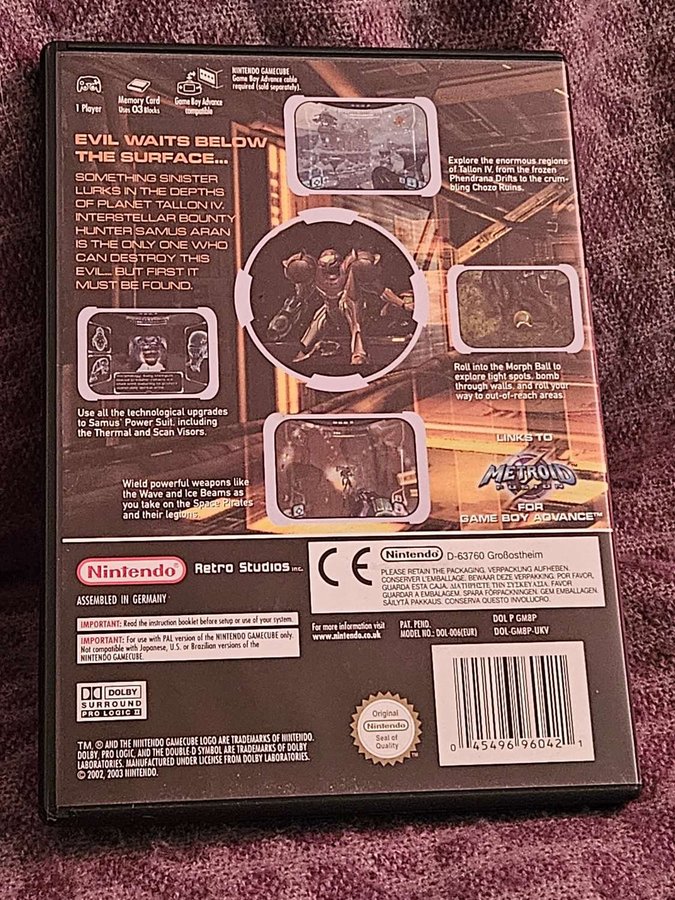 1 Player
Memory Card
Uses 03 Blocks
Game Boy Advance
compatible
NINTENDO GAMECUBE
Game Boy Advance cable
required (sold separately).
EVIL WAITS BELOW
THE SURFACE...
SOMETHING SINISTER
LURKS IN THE DEPTHS
OF PLANET TALLON IV.
INTERSTELLAR BOUNTY
HUNTER SAMUS ARAN
IS THE ONLY ONE WHO
CAN DESTROY THIS
EVIL... BUT FIRST IT
MUST BE FOUND.
Explore the enormous regions
of Tallon IV, from the frozen
Phendrana Drifts to the crum-
bling Chozo Ruins.
Roll into the Morph Ball to
explore tight spots, bomb
through walls, and roll your
way to out-of-reach areas
Use all the technological upgrades
to Samus' Power Suit, including
the Thermal and Scan Visors.
Wield powerful weapons like
the Wave and Ice Beams as
you take on the Space Pirates
and their legions.
LINKS TO
METROID
FUSION
FOR
GAME BOY ADVANCE™
Nintendo®
Retro Studios INC.
ASSEMBLED IN GERMANY
CE
Nintendo® D-63760 Großostheim
PLEASE RETAIN THE PACKAGING. VERPACKUNG AUFHEBEN.
CONSERVER L'EMBALLAGE. BEWAAR DEZE VERPAKKING. POR FAVOR,
GUARDA ESTA CAJA. ΔΙΑΤΗΡΗΣΤΕ ΤΗΝ ΣΥΣΚΕΥΑΣΙΑ. FAVOR
GUARDAR A EMBALAGEM. SPARA FÖRPACKNINGEN. GEM EMBALLAGEN.
SÄILYTÄ PAKKAUS. CONSERVA QUESTO INVOLUCRO.
IMPORTANT: Read the instruction booklet before setup or use of your system.
IMPORTANT: For use with PAL version of the NINTENDO GAMECUBE only.
Not compatible with Japanese, U.S. or Brazilian versions of the
NINTENDO GAMECUBE.
For more information visit
www.nintendo.co.uk
PAT. PEND.
MODEL NO.: DOL-006(EUR)
DOL P GM8P
DOL-GM8P-UKV
DOLBY
SURROUND
PRO LOGIC II
Original
Nintendo
Seal of
Quality
0 45496 96042 1
TM, ® AND THE NINTENDO GAMECUBE LOGO ARE TRADEMARKS OF NINTENDO.
DOLBY, PRO LOGIC, AND THE DOUBLE-D SYMBOL ARE TRADEMARKS OF DOLBY
LABORATORIES. MANUFACTURED UNDER LICENSE FROM DOLBY LABORATORIES.
© 2002, 2003 NINTENDO.